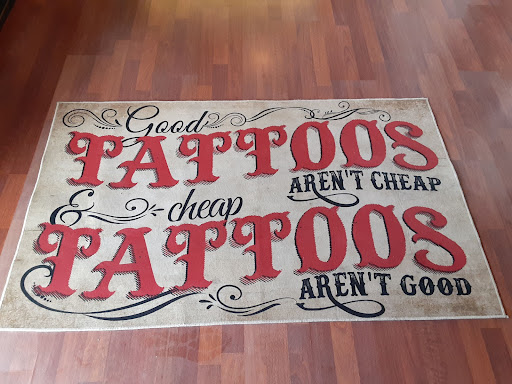 Good
TATTOOS
AREN'T CHEAP
& cheap
TATTOOS
AREN'T GOOD